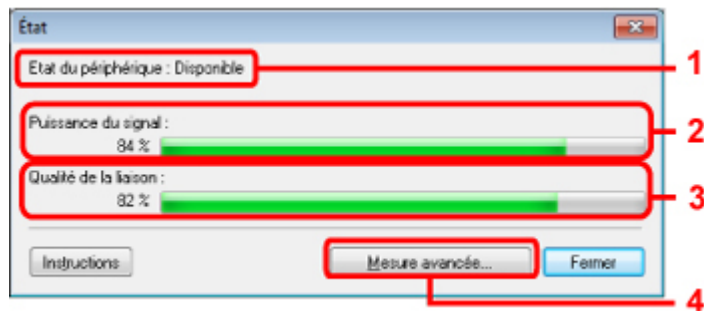 État
Etat du périphérique : Disponible
1
Puissance du signal :
84 %
2
Qualité de la liaison :
82 %
3
Instructions
Mesure avancée...
Fermer
4